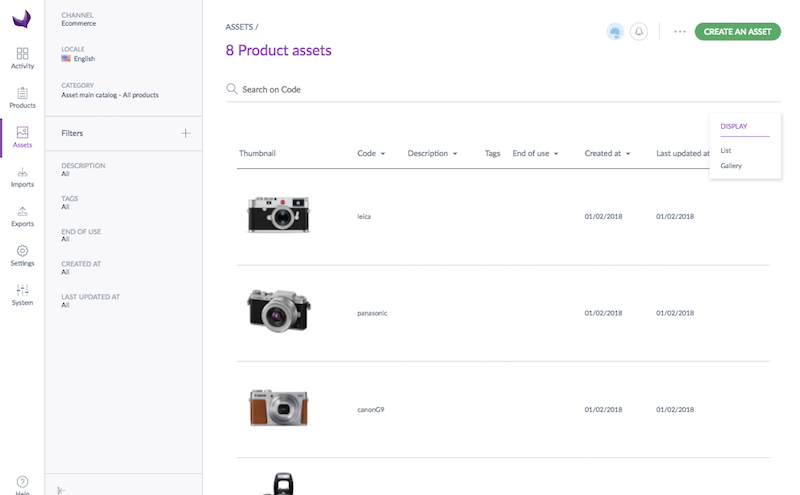 Activity
Products
Assets
Imports
Exports
Settings
System
Help
CHANNEL
Ecommerce
LOCALE
English
CATEGORY
Asset main catalog - All products
Filters
DESCRIPTION
All
TAGS
All
END OF USE
All
CREATED AT
All
LAST UPDATED AT
All
ASSETS /
8 Product assets
CREATE AN ASSET
Search on Code
DISPLAY
List
Gallery
Thumbnail Code Description Tags End of use Created at Last updated at
leica 01/02/2018 01/02/2018
panasonic 01/02/2018 01/02/2018
canonG9 01/02/2018 01/02/2018